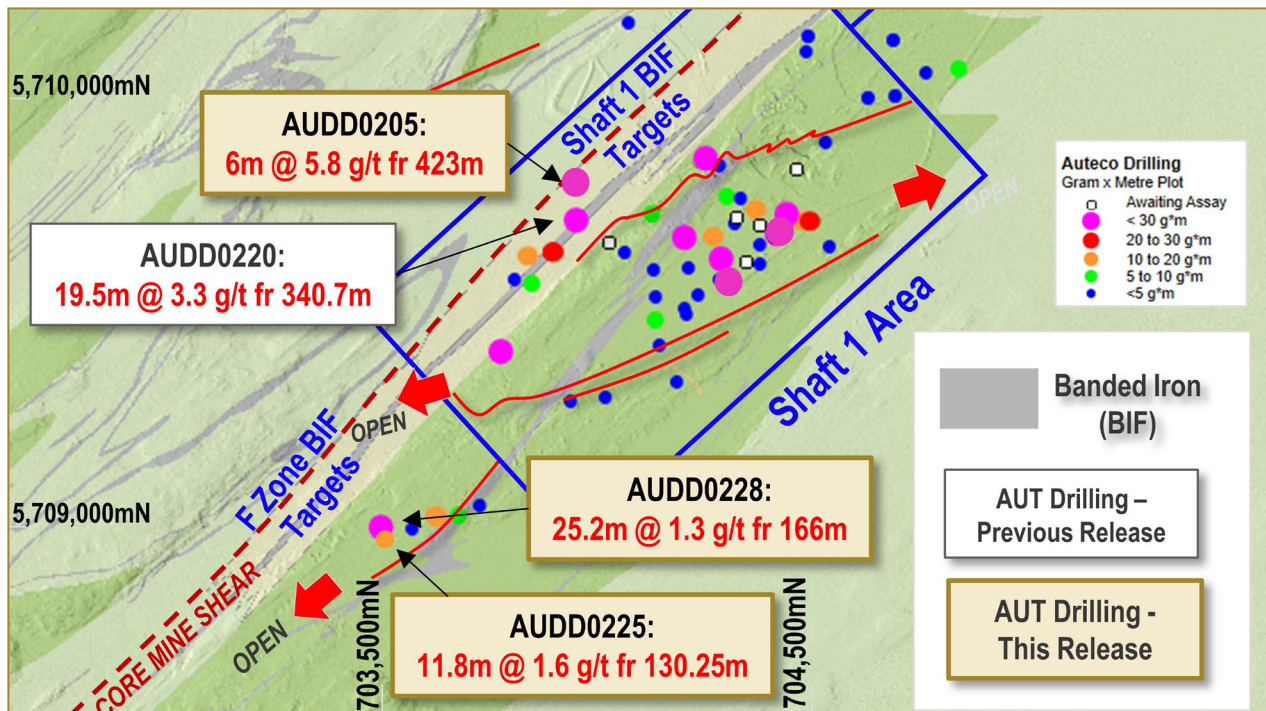 5,710,000mN
AUDD0205:
6m @ 5.8 g/t fr 423m
Shaft 1 BIF
Targets
OPEN
Auteco Drilling
Gram x Metre Plot
Awaiting Assay
< 30 g*m
20 to 30 g*m
10 to 20 g*m
5 to 10 g*m
<5 g*m
AUDD0220:
19.5m @ 3.3 g/t fr 340.7m
Shaft 1 Area
OPEN
F Zone BIF
Targets
5,709,000mN
AUDD0228:
25.2m @ 1.3 g/t fr 166m
Banded Iron
(BIF)
AUT Drilling –
Previous Release
AUT Drilling -
This Release
CORE MINE SHEAR
OPEN
703,500mN
AUDD0225:
11.8m @ 1.6 g/t fr 130.25m
704,500mN